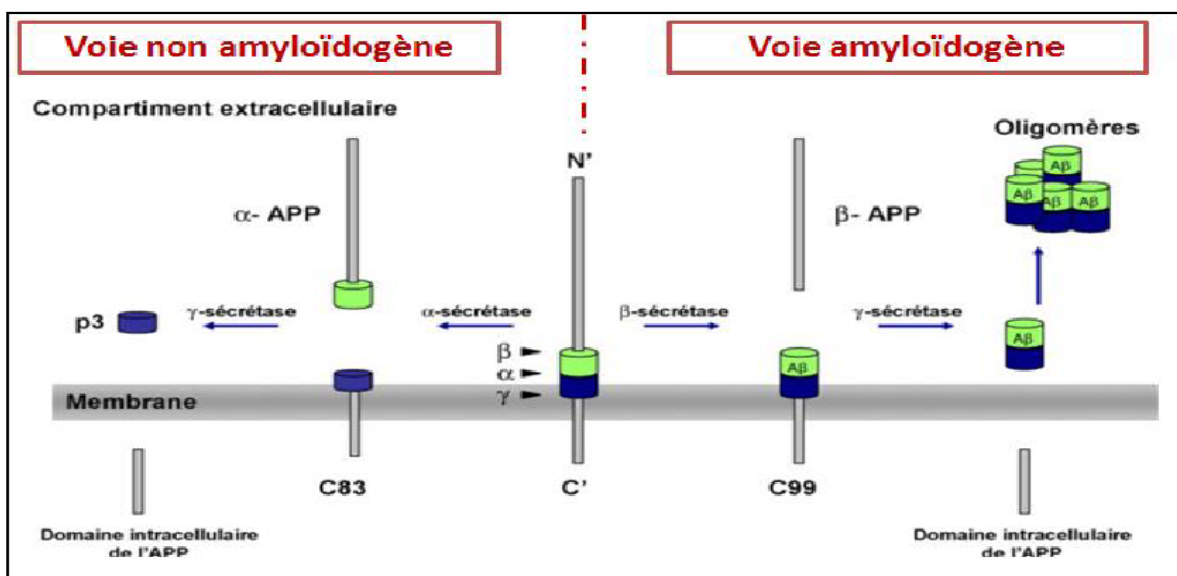 Voie non amyloïdogène
Voie amyloïdogène
Compartiment extracellulaire
Oligomères
N'
α- APP
β- APP
Aβ
Aβ
Aβ
Aβ
p3
γ-sécrétase
α-sécrétase
β-sécrétase
γ-sécrétase
β
α
γ
Aβ
Aβ
Membrane
C83
C'
C99
Domaine intracellulaire
de l'APP
Domaine intracellulaire
de l'APP